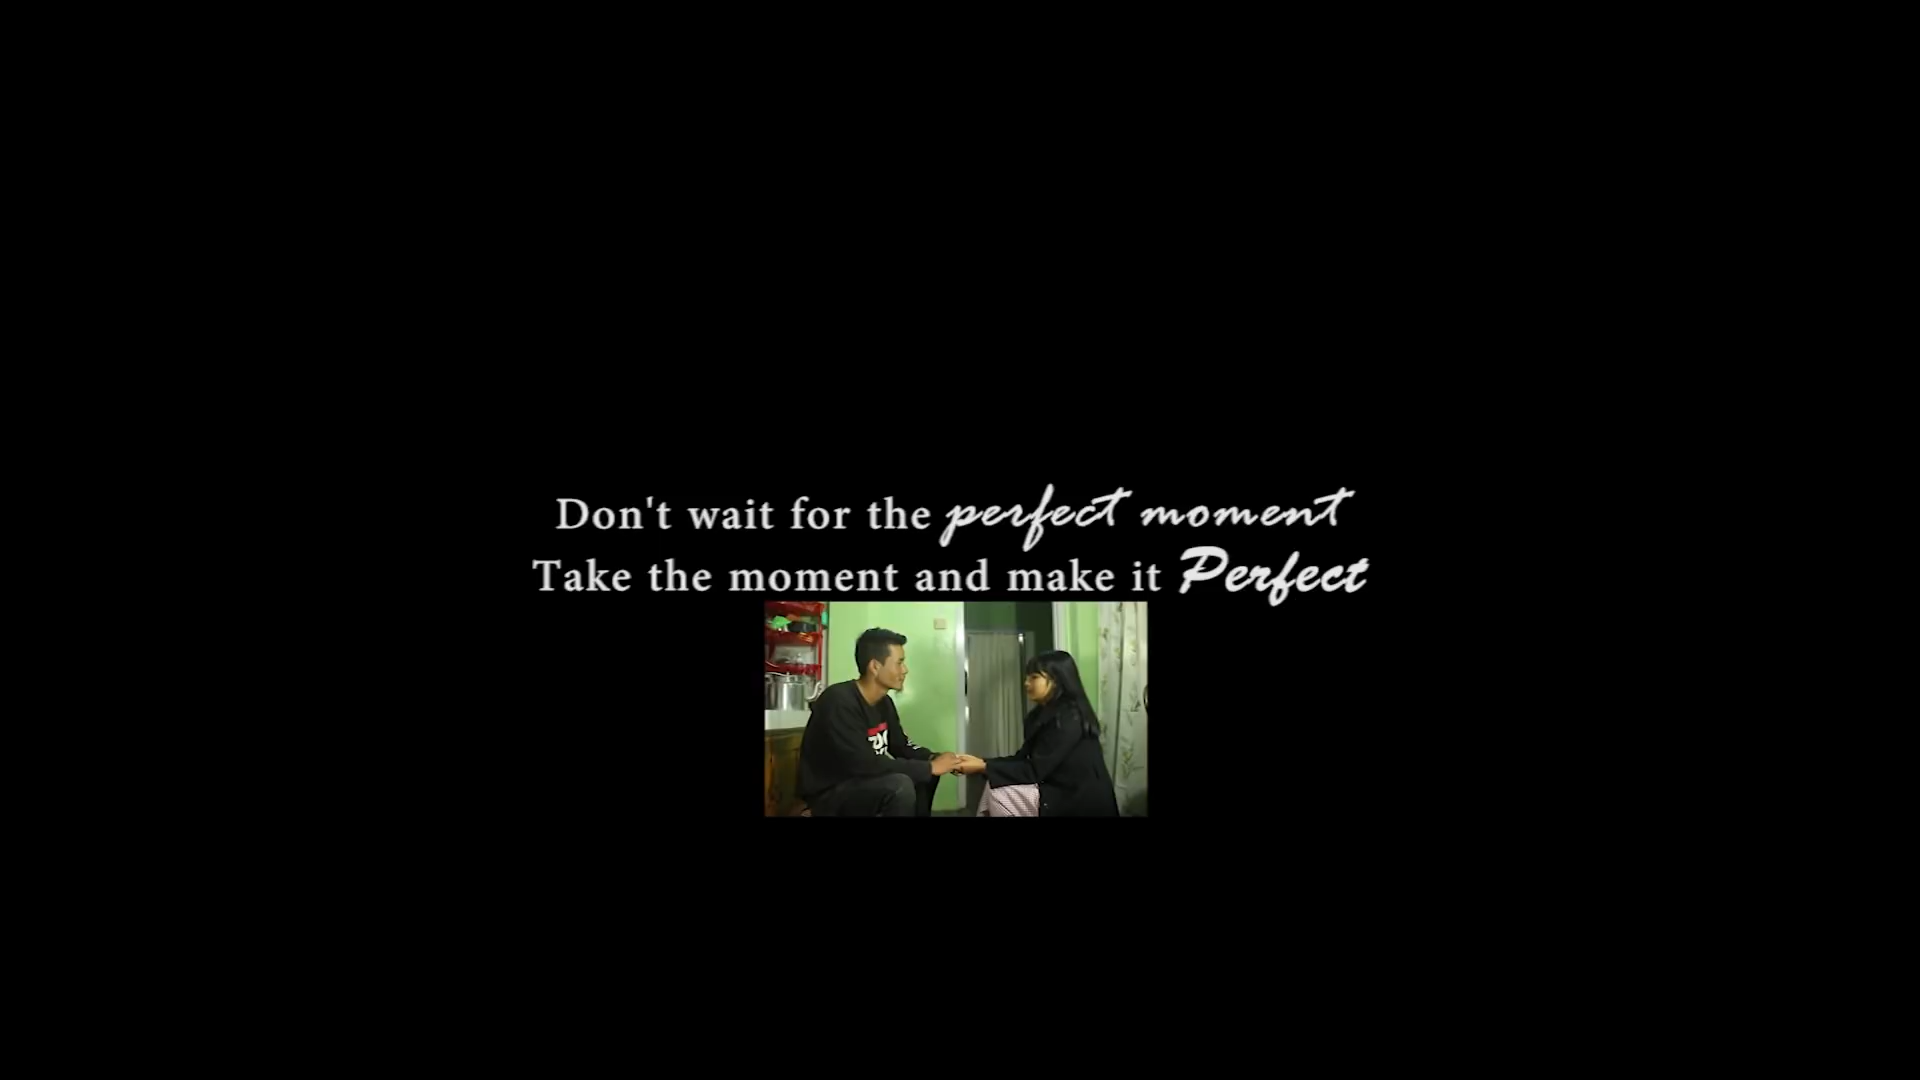 Don't wait for the perfect moment
Take the moment and make it Perfect